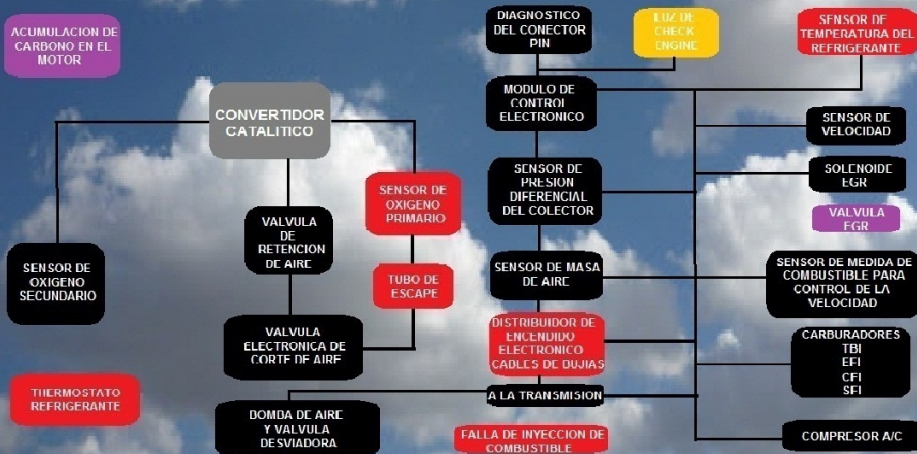 ACUMULACION DE
CARBONO EN EL
MOTOR
DIAGNOSTICO
DEL CONECTOR
PIN
LUZ DE
CHECK
ENGINE
SENSOR DE
TEMPERATURA DEL
REFRIGERANTE
CONVERTIDOR
CATALITICO
MODULO DE
CONTROL
ELECTRONICO
SENSOR DE
VELOCIDAD
SENSOR DE
OXIGENO
PRIMARIO
SENSOR DE
PRESION
DIFERENCIAL
DEL COLECTOR
SOLENOIDE
EGR
VALVULA
EGR
VALVULA
DE
RETENCION
DE AIRE
SENSOR DE
OXIGENO
SECUNDARIO
TUBO DE
ESCAPE
SENSOR DE MASA
DE AIRE
SENSOR DE MEDIDA DE
COMBUSTIBLE PARA
CONTROL DE LA
VELOCIDAD
VALVULA
ELECTRONICA DE
CORTE DE AIRE
DISTRIBUIDOR DE
ENCENDIDO
ELECTRONICO
CABLES DE BUJIAS
CARBURADORES
TBI
EFI
CFI
SFI
THERMOSTATO
REFRIGERANTE
A LA TRANSMISION
BOMBA DE AIRE
Y VALVULA
DESVIADORA
FALLA DE INYECCION DE
COMBUSTIBLE
COMPRESOR A/C